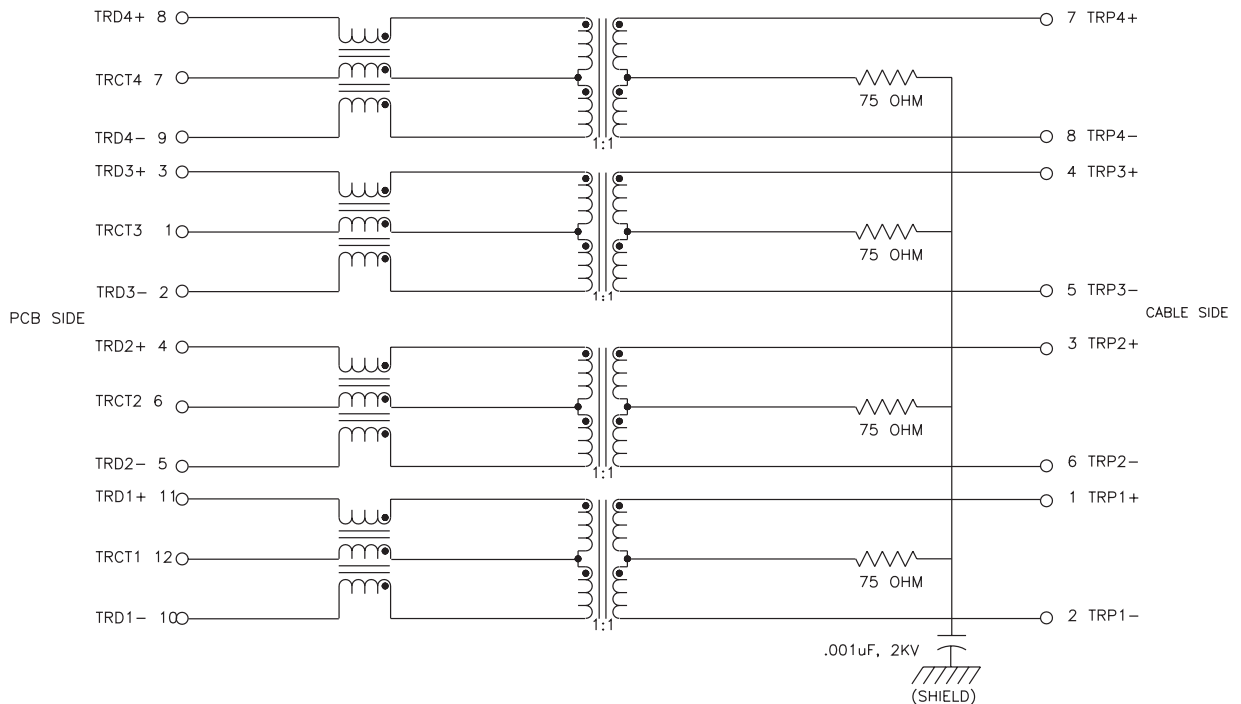 TRD4+ 8
7 TRP4+
TRCT4 7
75 OHM
TRD4- 9
8 TRP4-
1:1
TRD3+ 3
4 TRP3+
TRCT3 1
75 OHM
TRD3- 2
5 TRP3-
1:1
PCB SIDE
CABLE SIDE
TRD2+ 4
3 TRP2+
TRCT2 6
75 OHM
TRD2- 5
6 TRP2-
1:1
TRD1+ 11
1 TRP1+
TRCT1 12
75 OHM
TRD1- 10
2 TRP1-
1:1
.001uF, 2KV
(SHIELD)